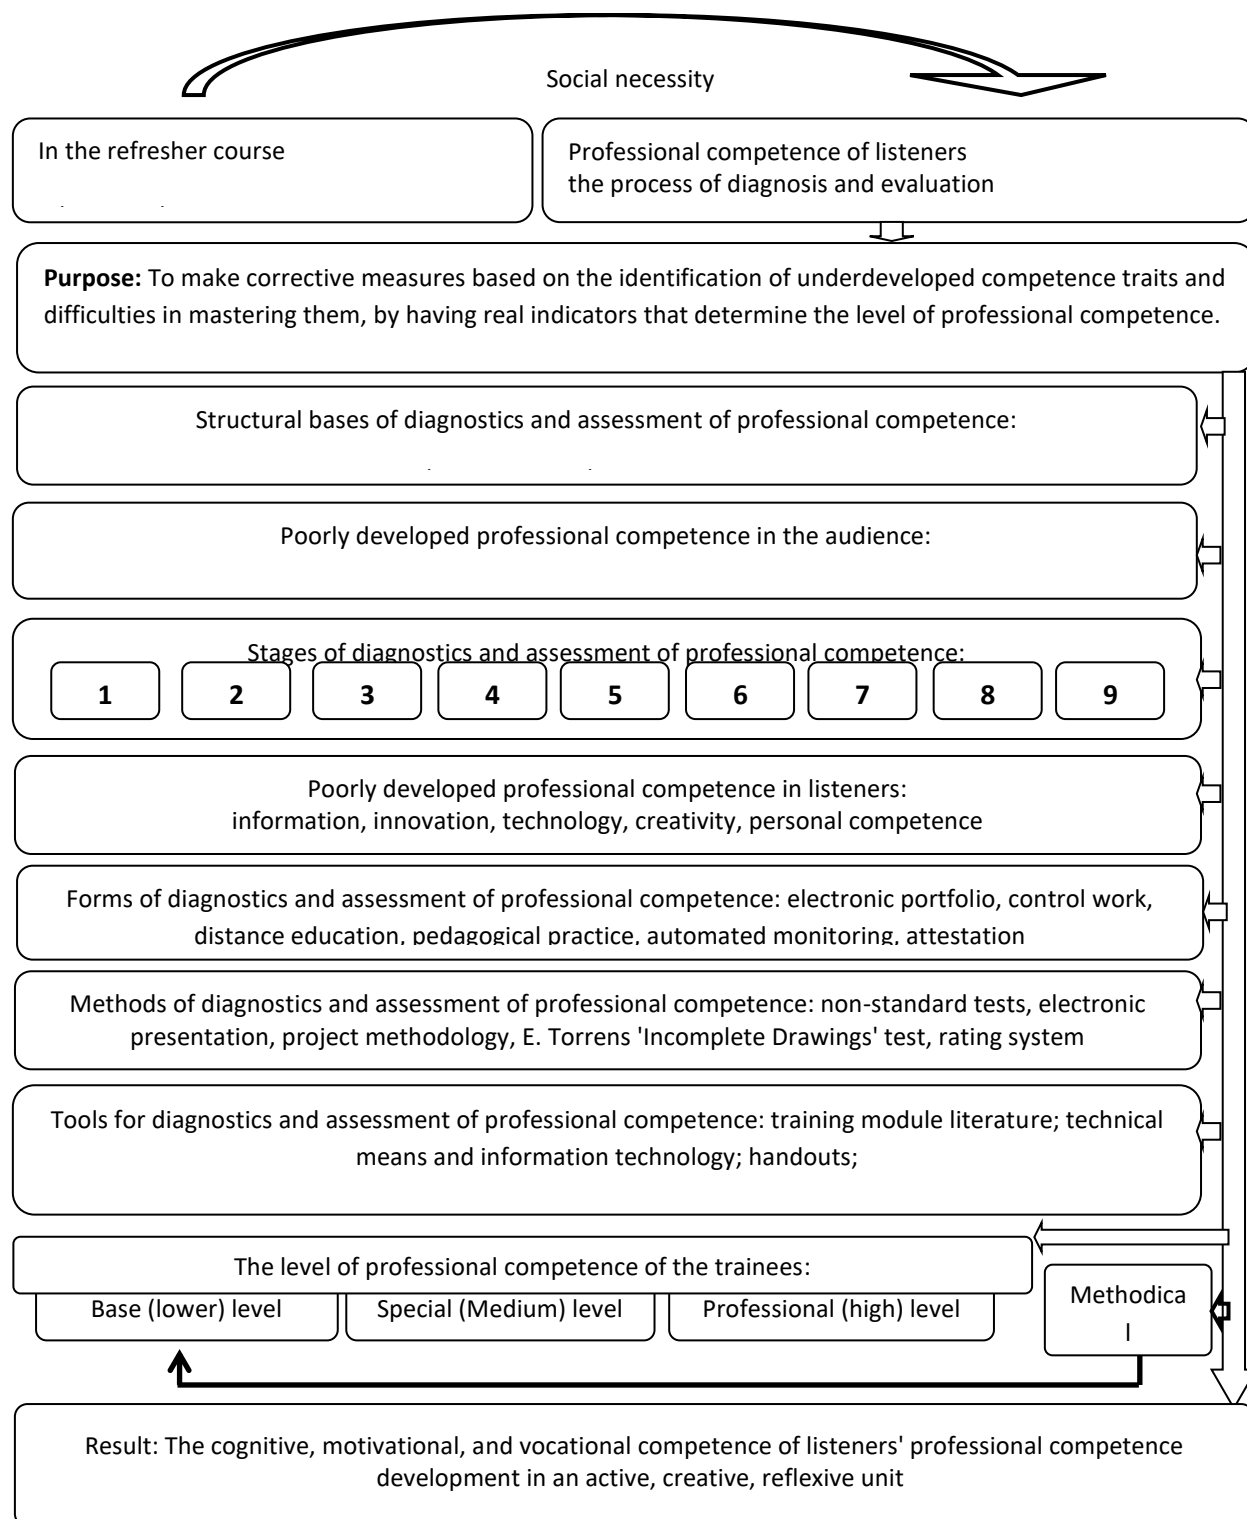 Social necessity
In the refresher course
Professional competence of listeners
the process of diagnosis and evaluation
Purpose: To make corrective measures based on the identification of underdeveloped competence traits and
difficulties in mastering them, by having real indicators that determine the level of professional competence.
Structural bases of diagnostics and assessment of professional competence:
Poorly developed professional competence in the audience:
Stages of diagnostics and assessment of professional competence:
1 2 3 4 5 6 7 8 9
Poorly developed professional competence in listeners:
information, innovation, technology, creativity, personal competence
Forms of diagnostics and assessment of professional competence: electronic portfolio, control work,
distance education, pedagogical practice, automated monitoring, attestation
Methods of diagnostics and assessment of professional competence: non-standard tests, electronic
presentation, project methodology, E. Torrens 'Incomplete Drawings' test, rating system
Tools for diagnostics and assessment of professional competence: training module literature; technical
means and information technology; handouts;
The level of professional competence of the trainees:
Base (lower) level
Special (Medium) level
Professional (high) level
Methodica
l
Result: The cognitive, motivational, and vocational competence of listeners' professional competence
development in an active, creative, reflexive unit